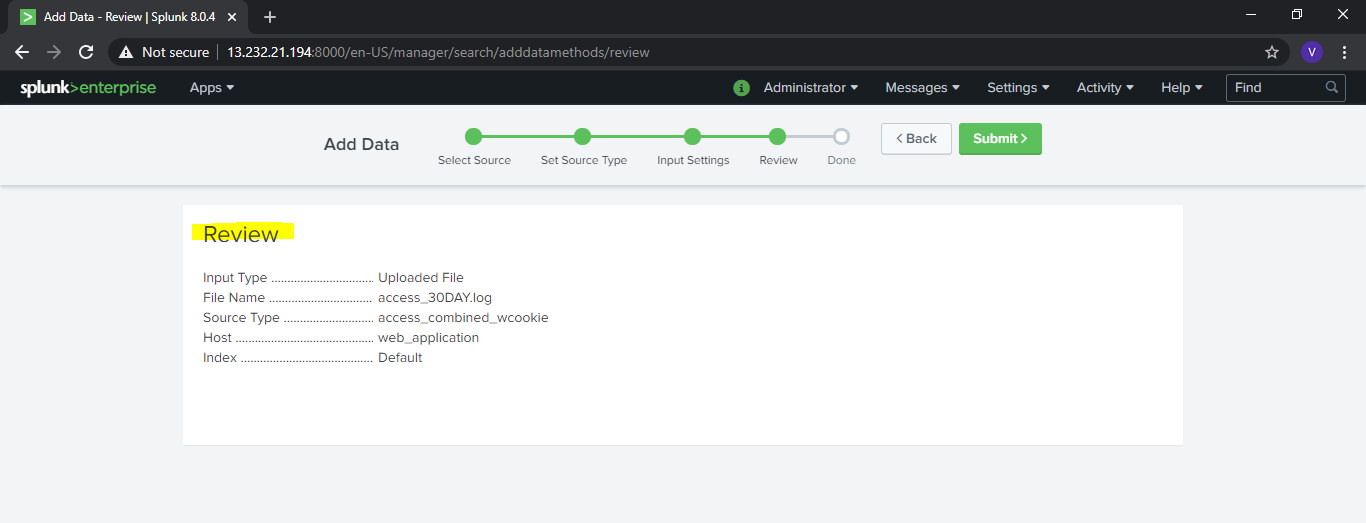 Add Data - Review | Splunk 8.0.4
Not secure | 13.232.21.194:8000/en-US/manager/search/adddatamethods/review
V
splunk>enterprise Apps i Administrator Messages Settings Activity Help Find
Add Data Select Source Set Source Type Input Settings Review Done < Back Submit >
Review
Input Type ................................ Uploaded File
File Name ................................ access_30DAY.log
Source Type ............................ access_combined_wcookie
Host ........................................... web_application
Index ......................................... Default